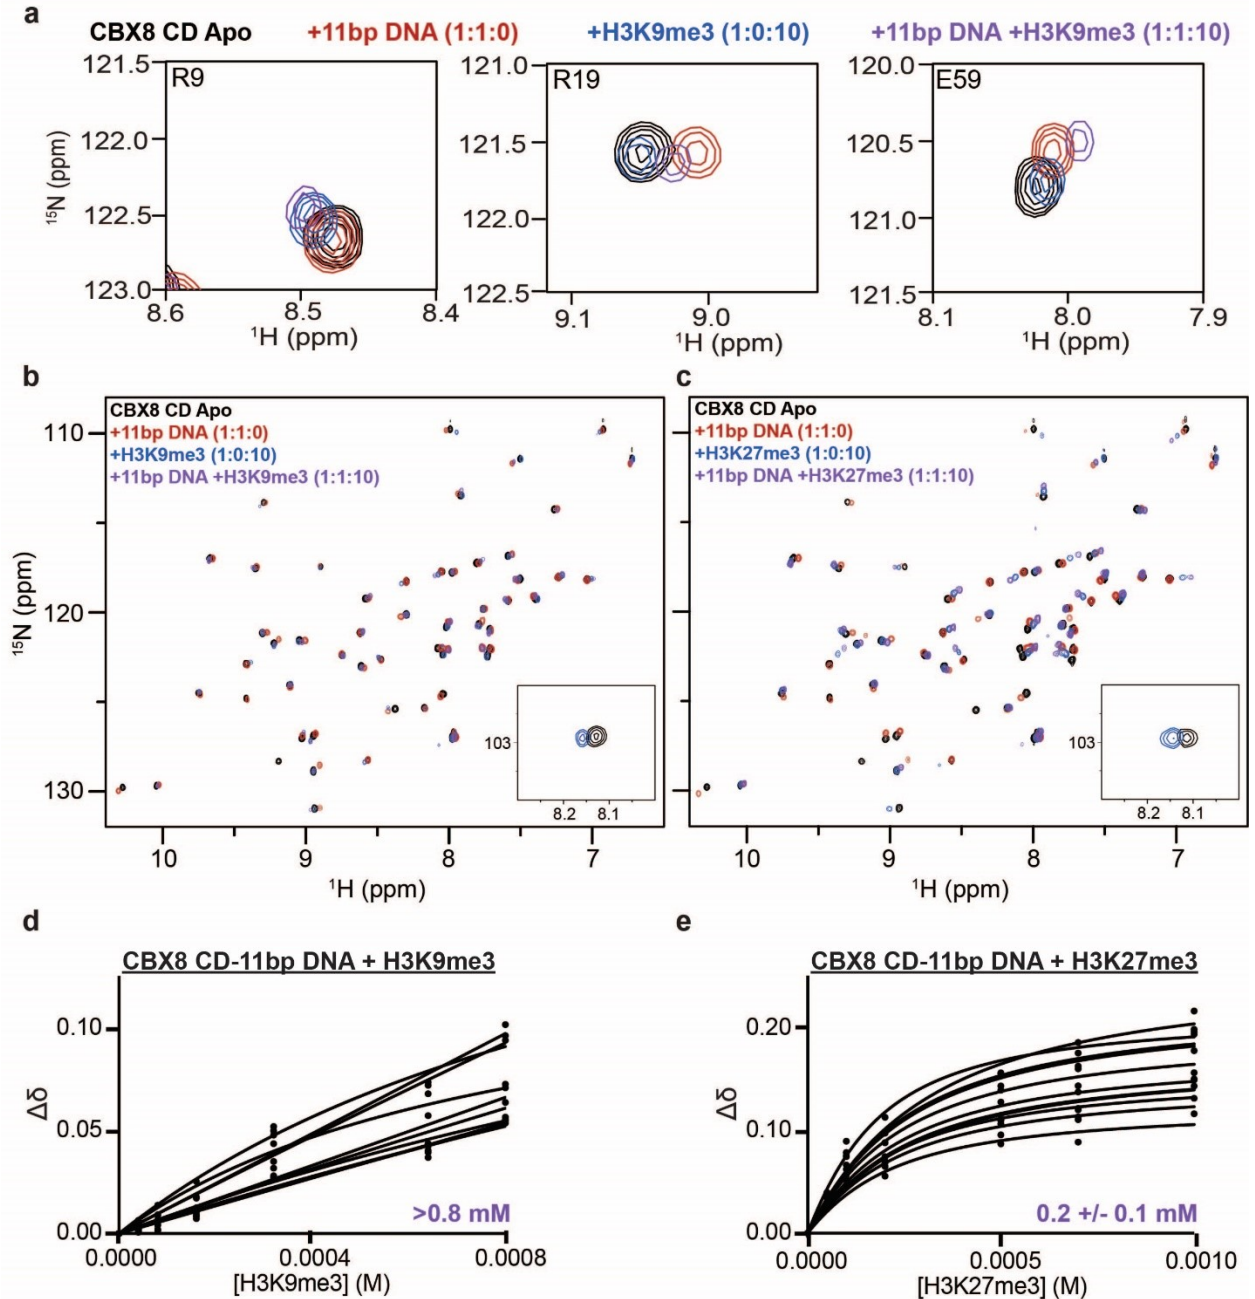 a
CBX8 CD Apo +11bp DNA (1:1:0) +H3K9me3 (1:0:10) +11bp DNA +H3K9me3 (1:1:10)
R9
121.5
122.0
122.5
123.0
8.6 8.5 8.4
¹H (ppm)
¹⁵N (ppm)
R19
121.0
121.5
122.0
122.5
9.1 9.0
¹H (ppm)
E59
120.0
120.5
121.0
121.5
8.1 8.0 7.9
¹H (ppm)
b
CBX8 CD Apo
+11bp DNA (1:1:0)
+H3K9me3 (1:0:10)
+11bp DNA +H3K9me3 (1:1:10)
110
120
130
¹⁵N (ppm)
103
8.2 8.1
10 9 8 7
¹H (ppm)
c
CBX8 CD Apo
+11bp DNA (1:1:0)
+H3K27me3 (1:0:10)
+11bp DNA +H3K27me3 (1:1:10)
103
8.2 8.1
10 9 8 7
¹H (ppm)
d
CBX8 CD-11bp DNA + H3K9me3
0.10
0.05
0.00
Δδ
>0.8 mM
0.0000 0.0004 0.0008
[H3K9me3] (M)
e
CBX8 CD-11bp DNA + H3K27me3
0.20
0.10
0.00
Δδ
0.2 +/- 0.1 mM
0.0000 0.0005 0.0010
[H3K27me3] (M)